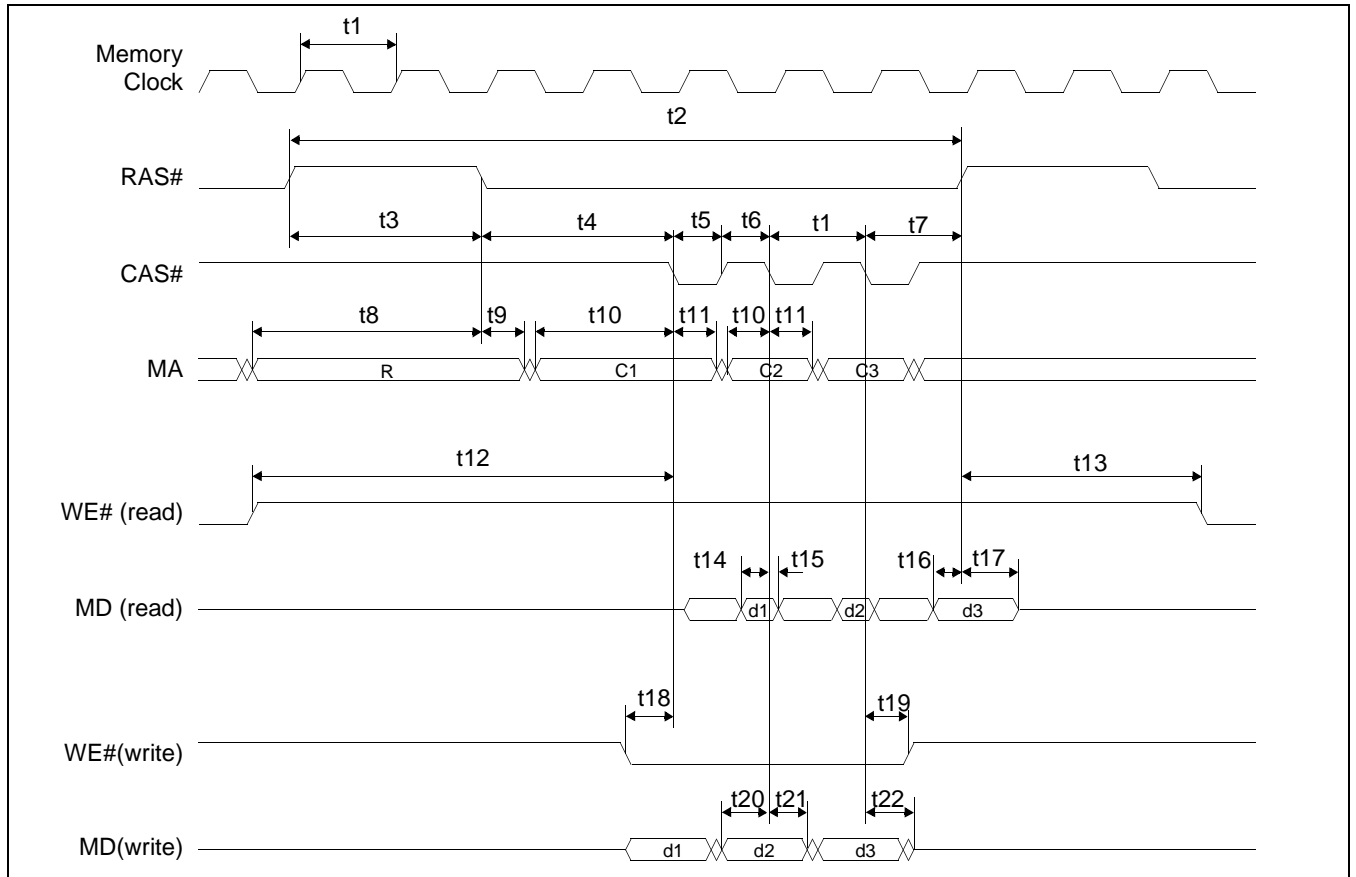 t1
Memory
Clock
t2
RAS#
t3 t4 t5 t6 t1 t7
CAS#
t8 t9 t10 t11 t10 t11
MA R C1 C2 C3
t12 t13
WE# (read)
t14 t15 t16 t17
MD (read) d1 d2 d3
t18 t19
WE#(write)
t20 t21 t22
MD(write) d1 d2 d3